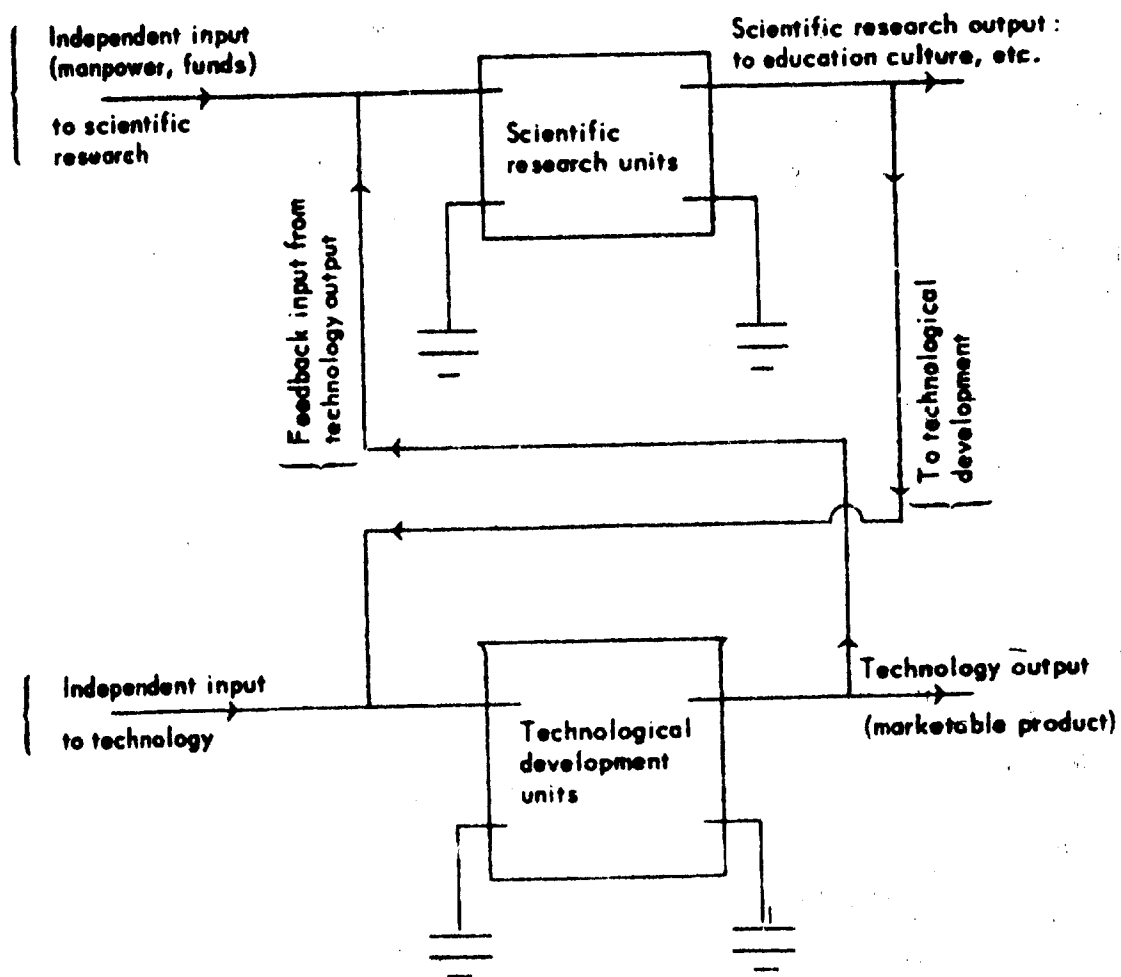 Independent input
(manpower, funds)
to scientific
research
Scientific research output :
to education culture, etc.
Scientific
research units
Feedback input from
technology output
To technological
development
Independent input
to technology
Technological
development
units
Technology output
(marketable product)